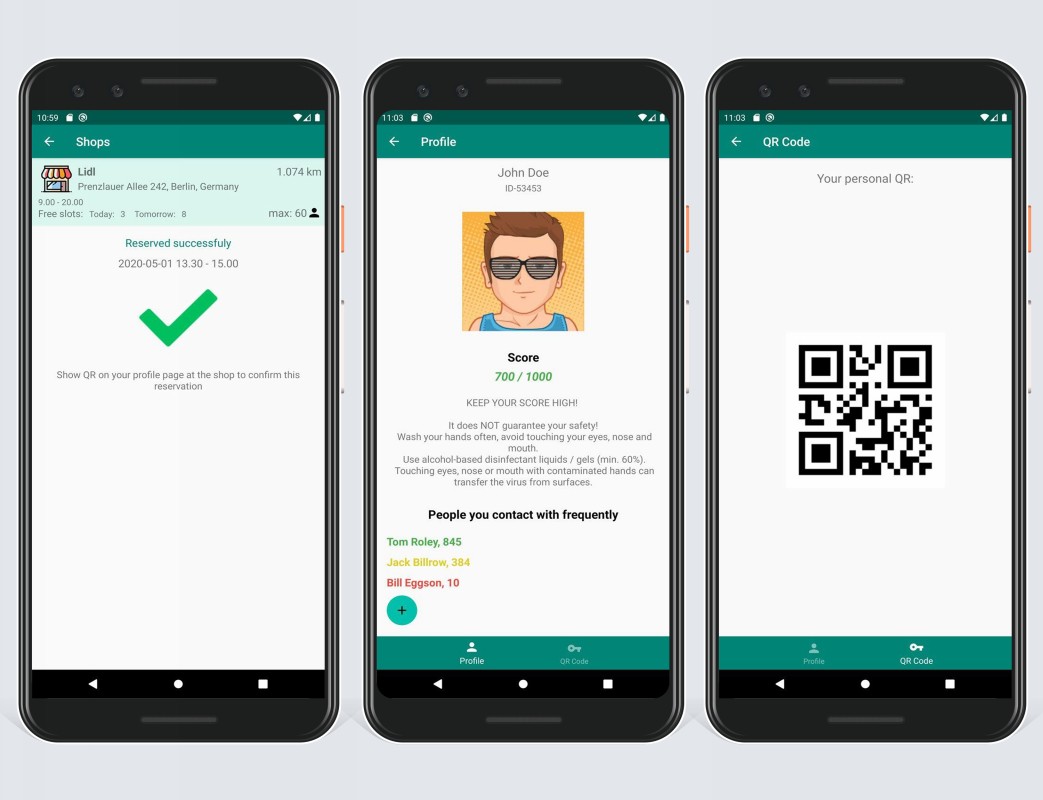 10:59
Shops
Lidl
1.074 km
Prenzlauer Allee 242, Berlin, Germany
9.00 - 20.00
Free slots: Today: 3 Tomorrow: 8
max: 60
Reserved successfuly
2020-05-01 13.30 - 15.00
Show QR on your profile page at the shop to confirm this
reservation
11:03
Profile
John Doe
ID-53453
Score
700 / 1000
KEEP YOUR SCORE HIGH!
It does NOT guarantee your safety!
Wash your hands often, avoid touching your eyes, nose and
mouth.
Use alcohol-based disinfectant liquids / gels (min. 60%).
Touching eyes, nose or mouth with contaminated hands can
transfer the virus from surfaces.
People you contact with frequently
Tom Roley, 845
Jack Billrow, 384
Bill Eggson, 10
+
Profile
QR Code
11:03
QR Code
Your personal QR:
Profile
QR Code